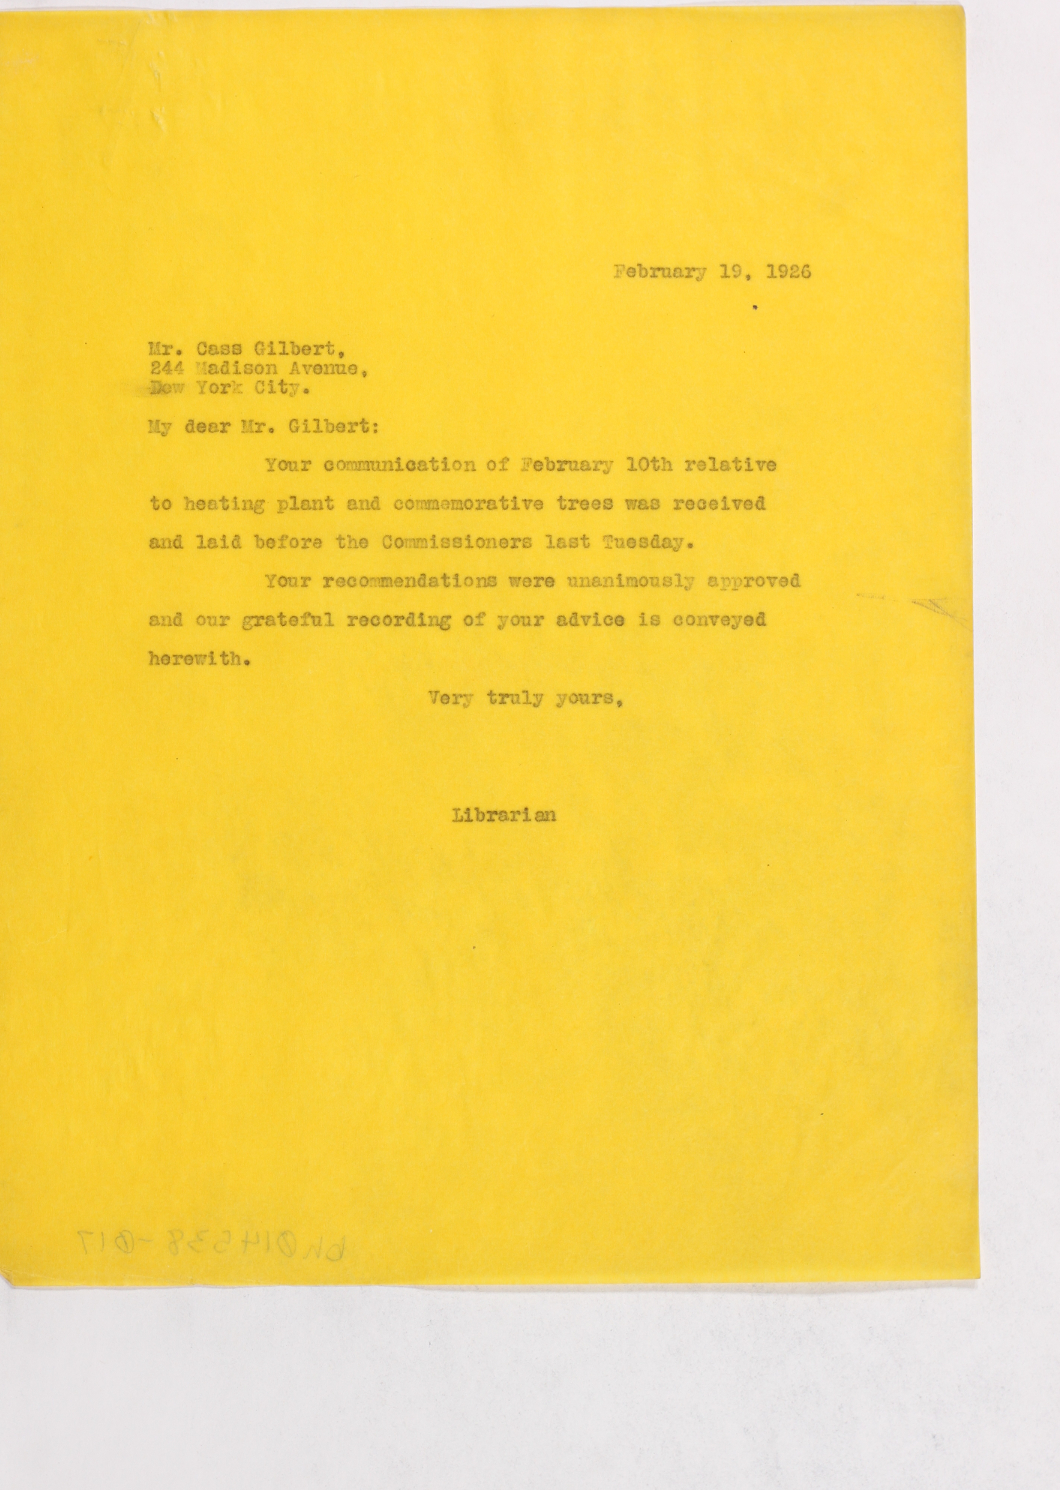 February 19, 1926
Mr. Cass Gilbert,
244 Madison Avenue,
New York City.
My dear Mr. Gilbert:
Your communication of February 10th relative
to heating plant and commemorative trees was received
and laid before the Commissioners last Tuesday.
Your recommendations were unanimously approved
and our grateful recording of your advice is conveyed
herewith.
Very truly yours,
Librarian